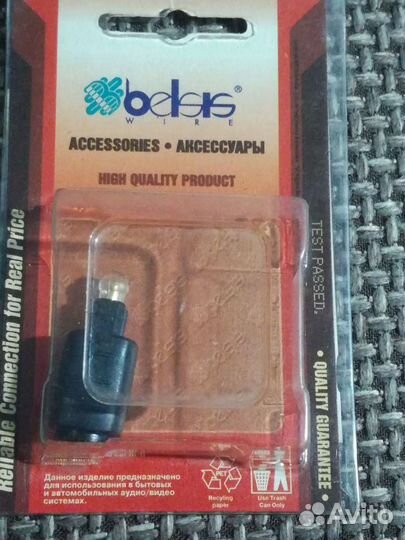 belsis®
WIRE
ACCESSORIES • АКСЕССУАРЫ
HIGH QUALITY PRODUCT
Reliable Connection for Real Price
TEST PASSED.
• QUALITY GUARANTEE •
Данное изделие предназначено
для использования в бытовых
и автомобильных аудио/видео
системах.
PET
Recycling
paper
Use Trash
Can Only
Avito